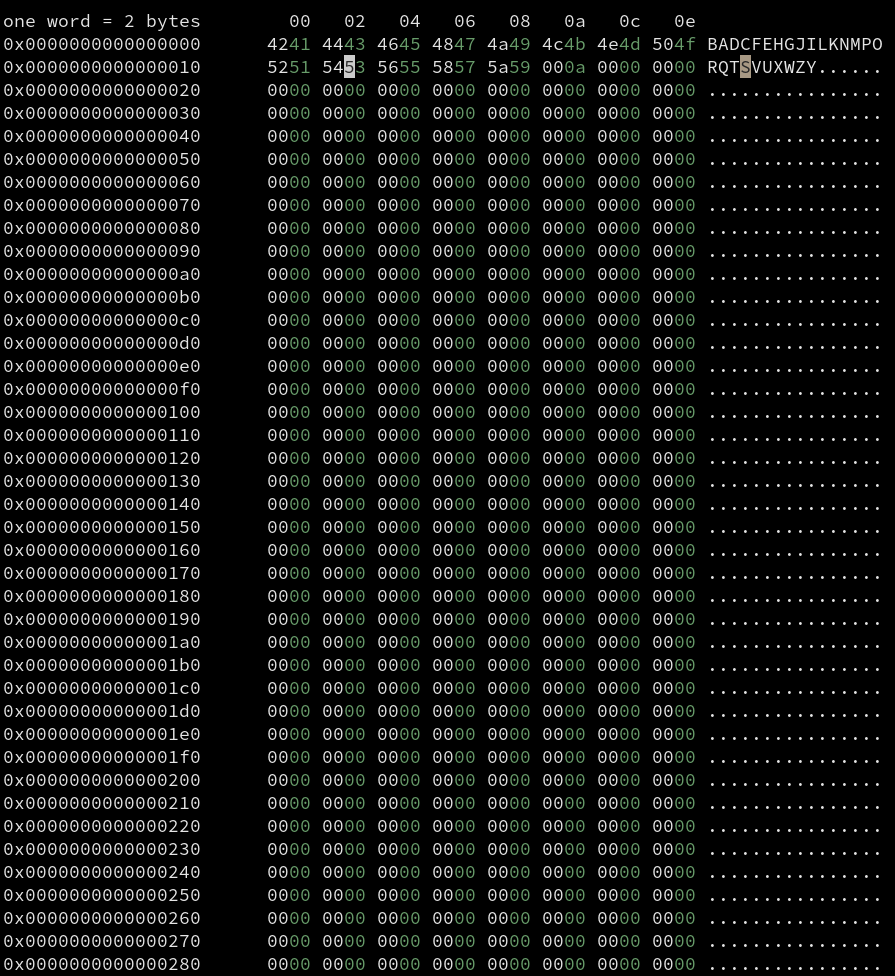 one word = 2 bytes 00 02 04 06 08 0a 0c 0e
0x0000000000000000 4241 4443 4645 4847 4a49 4c4b 4e4d 504f BADCFEHGJILKNMPO
0x0000000000000010 5251 5453 5655 5857 5a59 000a 0000 0000 RQTSVUXWZY......
0x0000000000000020 0000 0000 0000 0000 0000 0000 0000 0000 ................
0x0000000000000030 0000 0000 0000 0000 0000 0000 0000 0000 ................
0x0000000000000040 0000 0000 0000 0000 0000 0000 0000 0000 ................
0x0000000000000050 0000 0000 0000 0000 0000 0000 0000 0000 ................
0x0000000000000060 0000 0000 0000 0000 0000 0000 0000 0000 ................
0x0000000000000070 0000 0000 0000 0000 0000 0000 0000 0000 ................
0x0000000000000080 0000 0000 0000 0000 0000 0000 0000 0000 ................
0x0000000000000090 0000 0000 0000 0000 0000 0000 0000 0000 ................
0x00000000000000a0 0000 0000 0000 0000 0000 0000 0000 0000 ................
0x00000000000000b0 0000 0000 0000 0000 0000 0000 0000 0000 ................
0x00000000000000c0 0000 0000 0000 0000 0000 0000 0000 0000 ................
0x00000000000000d0 0000 0000 0000 0000 0000 0000 0000 0000 ................
0x00000000000000e0 0000 0000 0000 0000 0000 0000 0000 0000 ................
0x00000000000000f0 0000 0000 0000 0000 0000 0000 0000 0000 ................
0x0000000000000100 0000 0000 0000 0000 0000 0000 0000 0000 ................
0x0000000000000110 0000 0000 0000 0000 0000 0000 0000 0000 ................
0x0000000000000120 0000 0000 0000 0000 0000 0000 0000 0000 ................
0x0000000000000130 0000 0000 0000 0000 0000 0000 0000 0000 ................
0x0000000000000140 0000 0000 0000 0000 0000 0000 0000 0000 ................
0x0000000000000150 0000 0000 0000 0000 0000 0000 0000 0000 ................
0x0000000000000160 0000 0000 0000 0000 0000 0000 0000 0000 ................
0x0000000000000170 0000 0000 0000 0000 0000 0000 0000 0000 ................
0x0000000000000180 0000 0000 0000 0000 0000 0000 0000 0000 ................
0x0000000000000190 0000 0000 0000 0000 0000 0000 0000 0000 ................
0x00000000000001a0 0000 0000 0000 0000 0000 0000 0000 0000 ................
0x00000000000001b0 0000 0000 0000 0000 0000 0000 0000 0000 ................
0x00000000000001c0 0000 0000 0000 0000 0000 0000 0000 0000 ................
0x00000000000001d0 0000 0000 0000 0000 0000 0000 0000 0000 ................
0x00000000000001e0 0000 0000 0000 0000 0000 0000 0000 0000 ................
0x00000000000001f0 0000 0000 0000 0000 0000 0000 0000 0000 ................
0x0000000000000200 0000 0000 0000 0000 0000 0000 0000 0000 ................
0x0000000000000210 0000 0000 0000 0000 0000 0000 0000 0000 ................
0x0000000000000220 0000 0000 0000 0000 0000 0000 0000 0000 ................
0x0000000000000230 0000 0000 0000 0000 0000 0000 0000 0000 ................
0x0000000000000240 0000 0000 0000 0000 0000 0000 0000 0000 ................
0x0000000000000250 0000 0000 0000 0000 0000 0000 0000 0000 ................
0x0000000000000260 0000 0000 0000 0000 0000 0000 0000 0000 ................
0x0000000000000270 0000 0000 0000 0000 0000 0000 0000 0000 ................
0x0000000000000280 0000 0000 0000 0000 0000 0000 0000 0000 ................